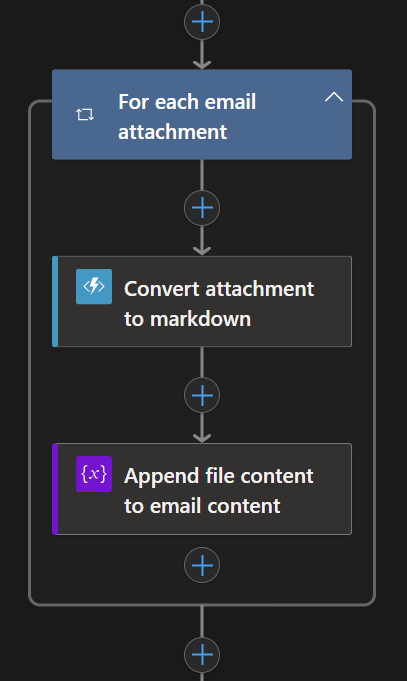 For each email
attachment
Convert attachment
to markdown
{x}
Append file content
to email content